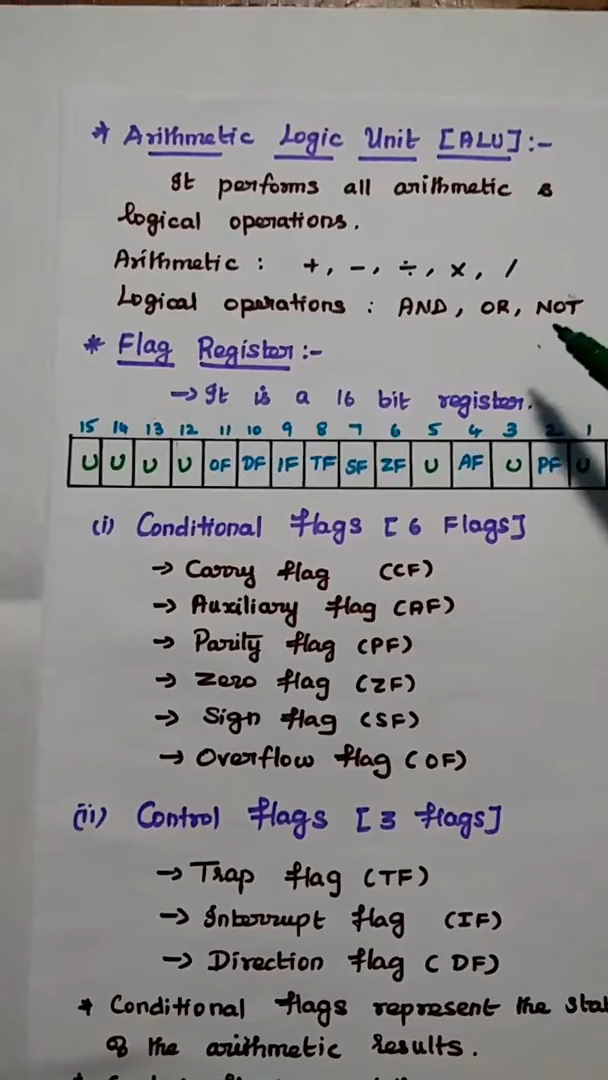 * Arithmetic Logic Unit [ALU]:-
It performs all arithmetic &
logical operations.
Arithmetic : +, -, ÷, ×, /
Logical operations : AND, OR, NOT
* Flag Register:-
→ It is a 16 bit register.
15 14 13 12 11 10 9 8 7 6 5 4 3 2 1
U U U U OF DF IF TF SF ZF U AF U PF U
(i) Conditional flags [6 Flags]
→ Carry flag (CF)
→ Auxiliary flag (AF)
→ Parity flag (PF)
→ Zero flag (ZF)
→ Sign flag (SF)
→ Overflow flag (OF)
(ii) Control flags [3 flags]
→ Trap flag (TF)
→ Interrupt flag (IF)
→ Direction flag (DF)
* Conditional flags represent the
of the arithmetic results.